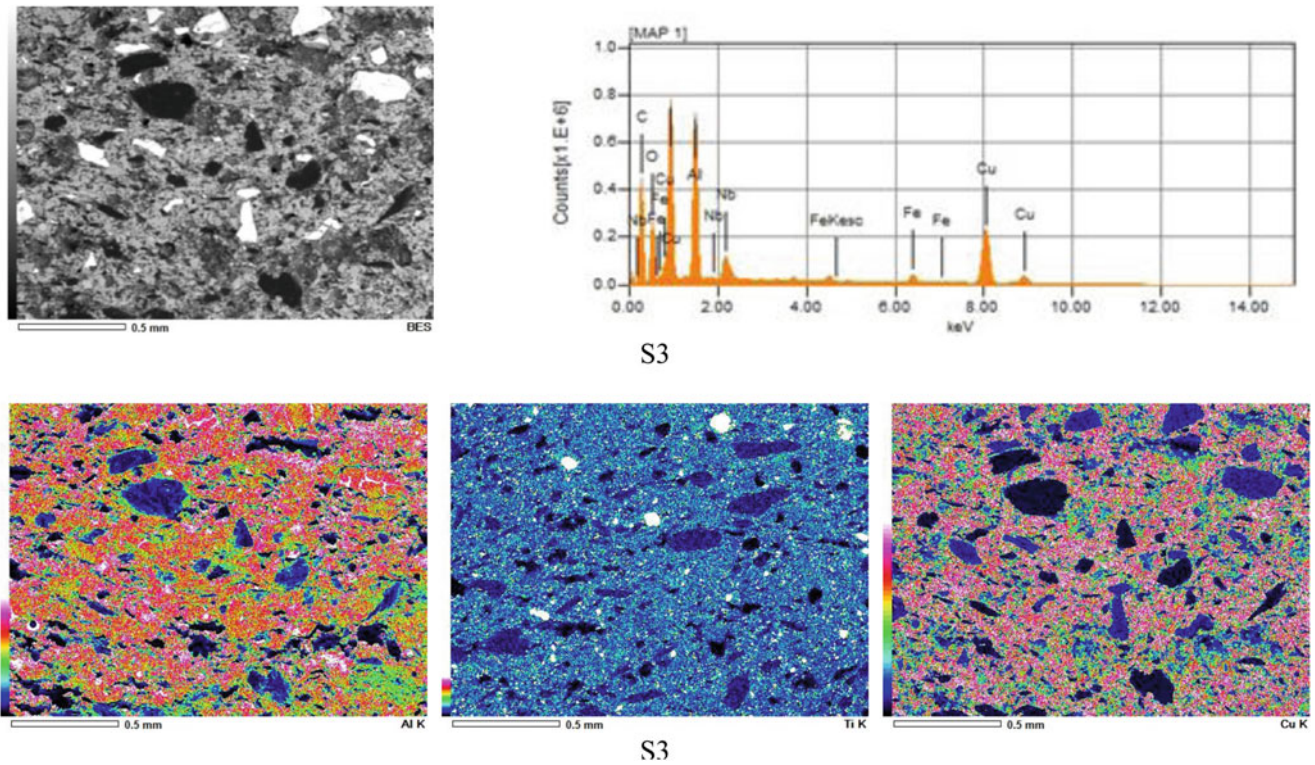 [MAP 1]
1.0
0.8
0.6
0.4
0.2
0.0
Counts[x1.E+6]
C
O
Cu
Fe
Nb
Fe
Cu
Al
Nb
Nb
FeKesc
Fe
Fe
Cu
Cu
0.00 2.00 4.00 6.00 8.00 10.00 12.00 14.00
keV
0.5 mm BES
S3
0.5 mm Al K
0.5 mm Ti K
0.5 mm Cu K
S3